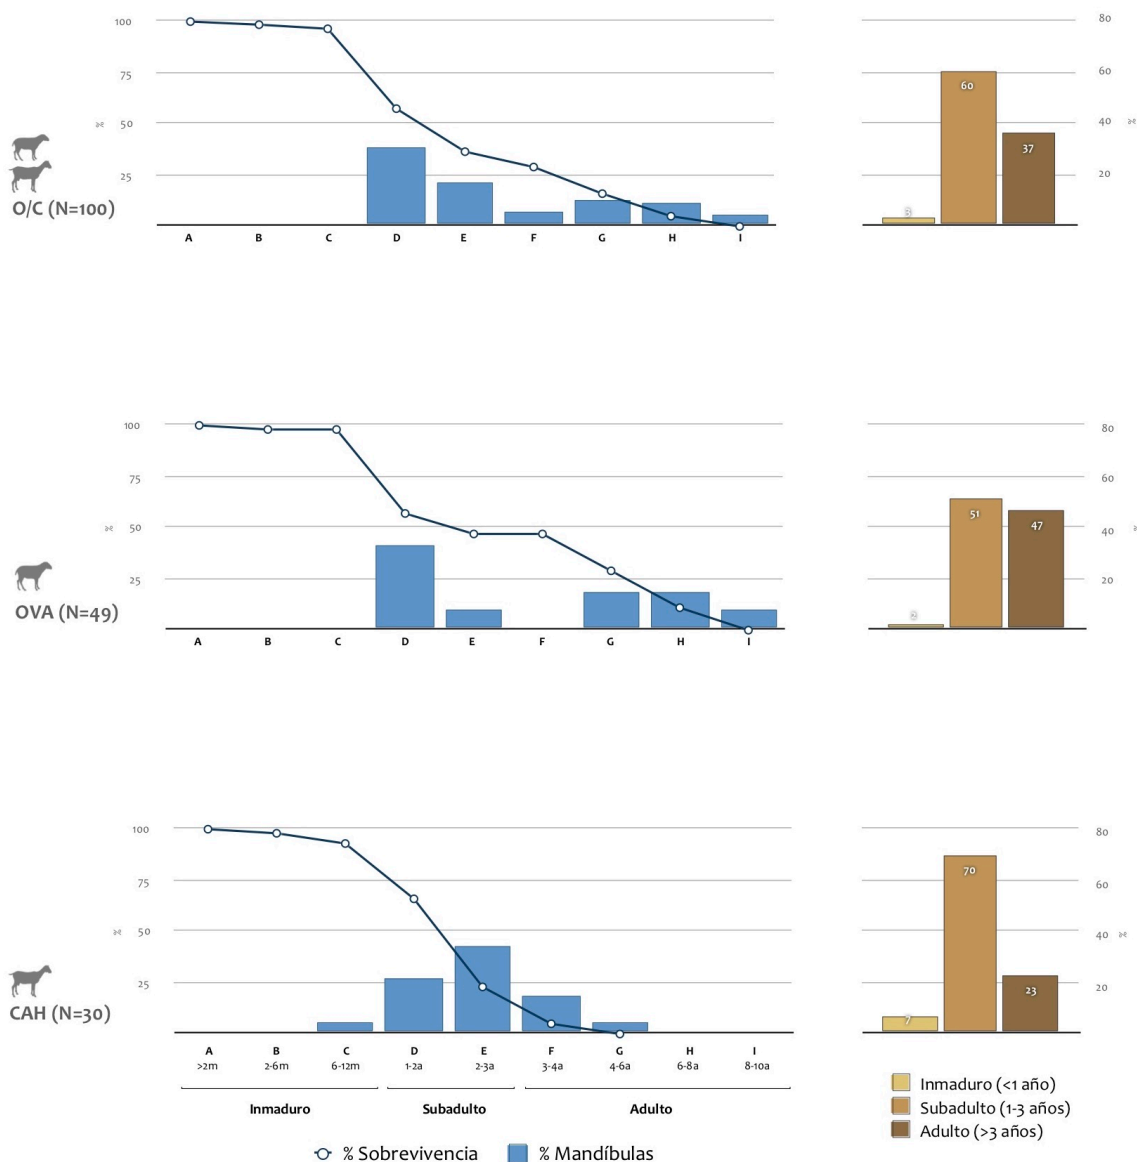 100
75
50
25
%
O/C (N=100)
A B C D E F G H I
80
60
40
20
%
3 60 37
100
75
50
25
%
OVA (N=49)
A B C D E F G H I
80
60
40
20
%
2 51 47
100
75
50
25
%
CAH (N=30)
A B C D E F G H I
>2m 2-6m 6-12m 1-2a 2-3a 3-4a 4-6a 6-8a 8-10a
Inmaduro Subadulto Adulto
% Sobrevivencia % Mandíbulas
80
60
40
20
%
7 70 23
Inmaduro (<1 año)
Subadulto (1-3 años)
Adulto (>3 años)